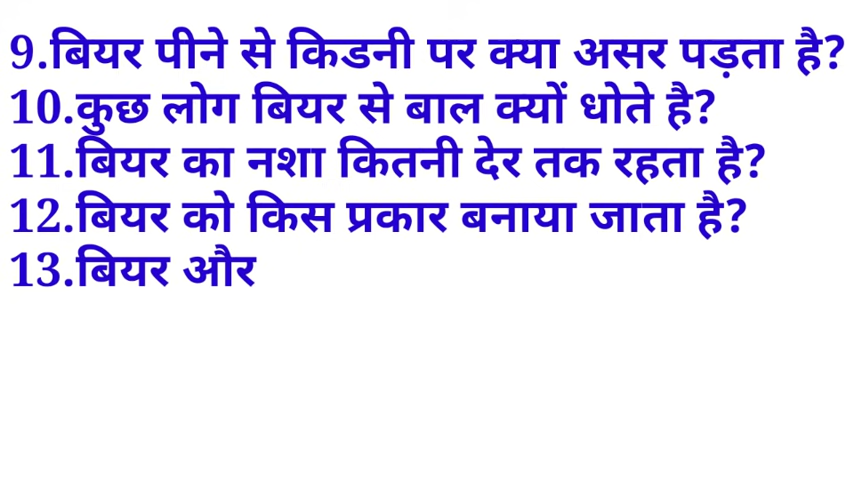 9.बियर पीने से किडनी पर क्या असर पड़ता है?
10.कुछ लोग बियर से बाल क्यों धोते है?
11.बियर का नशा कितनी देर तक रहता है?
12.बियर को किस प्रकार बनाया जाता है?
13.बियर और